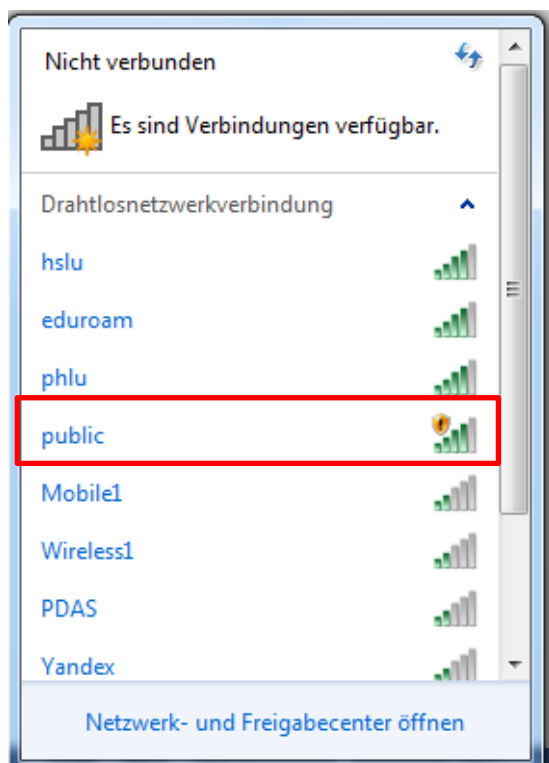 Nicht verbunden
Es sind Verbindungen verfügbar.
Drahtlosnetzwerkverbindung
hslu
eduroam
phlu
public
Mobile1
Wireless1
PDAS
Yandex
Netzwerk- und Freigabecenter öffnen